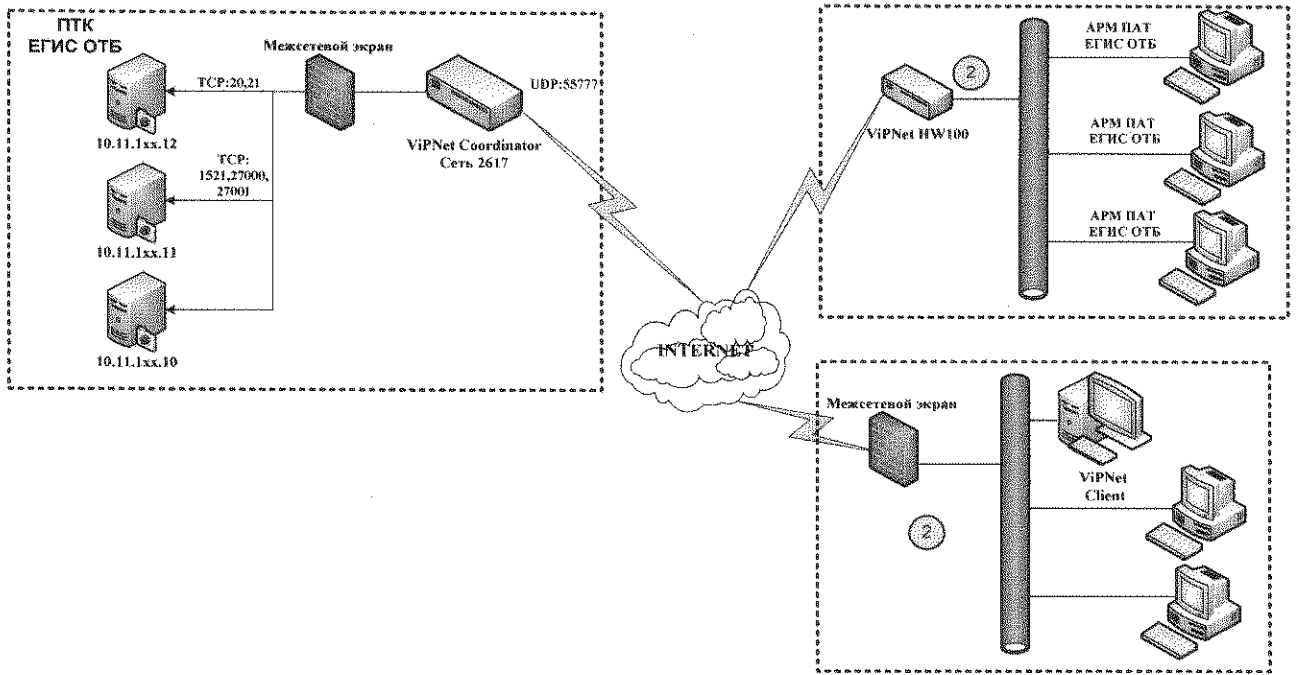 ПТК
ЕГИС ОТБ
Межсетевой экран
TCP:20,21
UDP:55777
10.11.1xx.12
ViPNet Coordinator
Сеть 2617
TCP:
1521,27000,
27001
10.11.1xx.11
10.11.1xx.10
INTERNET
2
ViPNet HW100
АРМ ПАТ
ЕГИС ОТБ
АРМ ПАТ
ЕГИС ОТБ
АРМ ПАТ
ЕГИС ОТБ
Межсетевой экран
ViPNet
Client
2